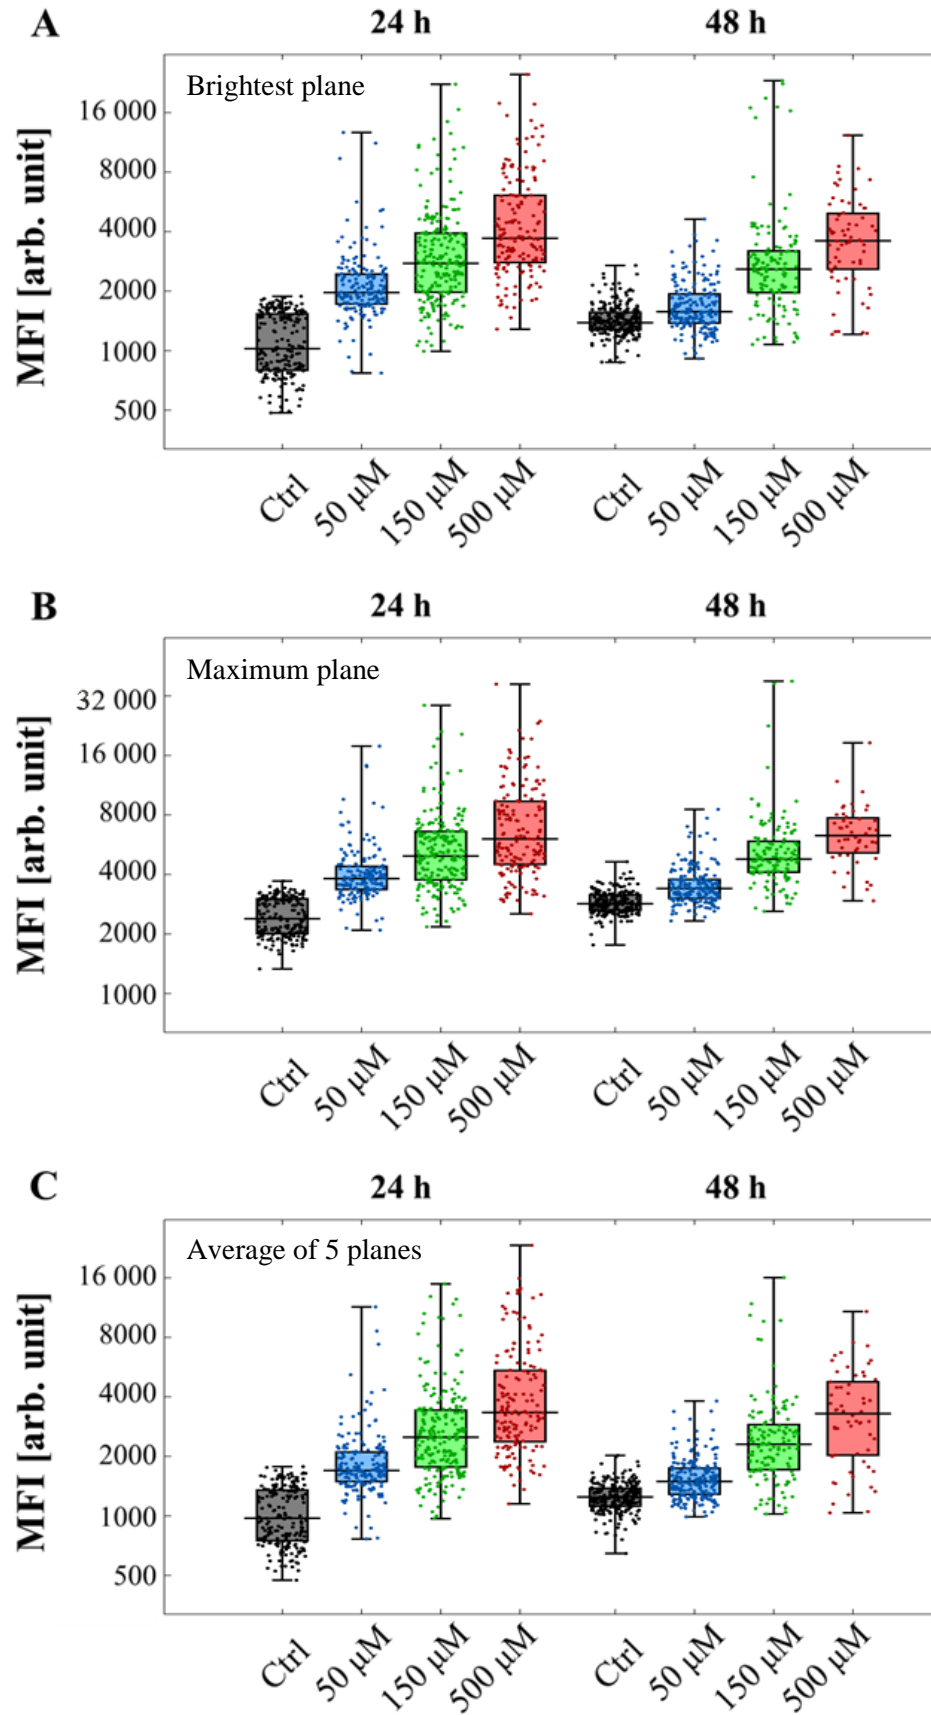 A
24 h
48 h
Brightest plane
MFI [arb. unit]
16 000
8000
4000
2000
1000
500
Ctrl
50 µM
150 µM
500 µM
Ctrl
50 µM
150 µM
500 µM
B
24 h
48 h
Maximum plane
MFI [arb. unit]
32 000
16 000
8000
4000
2000
1000
Ctrl
50 µM
150 µM
500 µM
Ctrl
50 µM
150 µM
500 µM
C
24 h
48 h
Average of 5 planes
MFI [arb. unit]
16 000
8000
4000
2000
1000
500
Ctrl
50 µM
150 µM
500 µM
Ctrl
50 µM
150 µM
500 µM